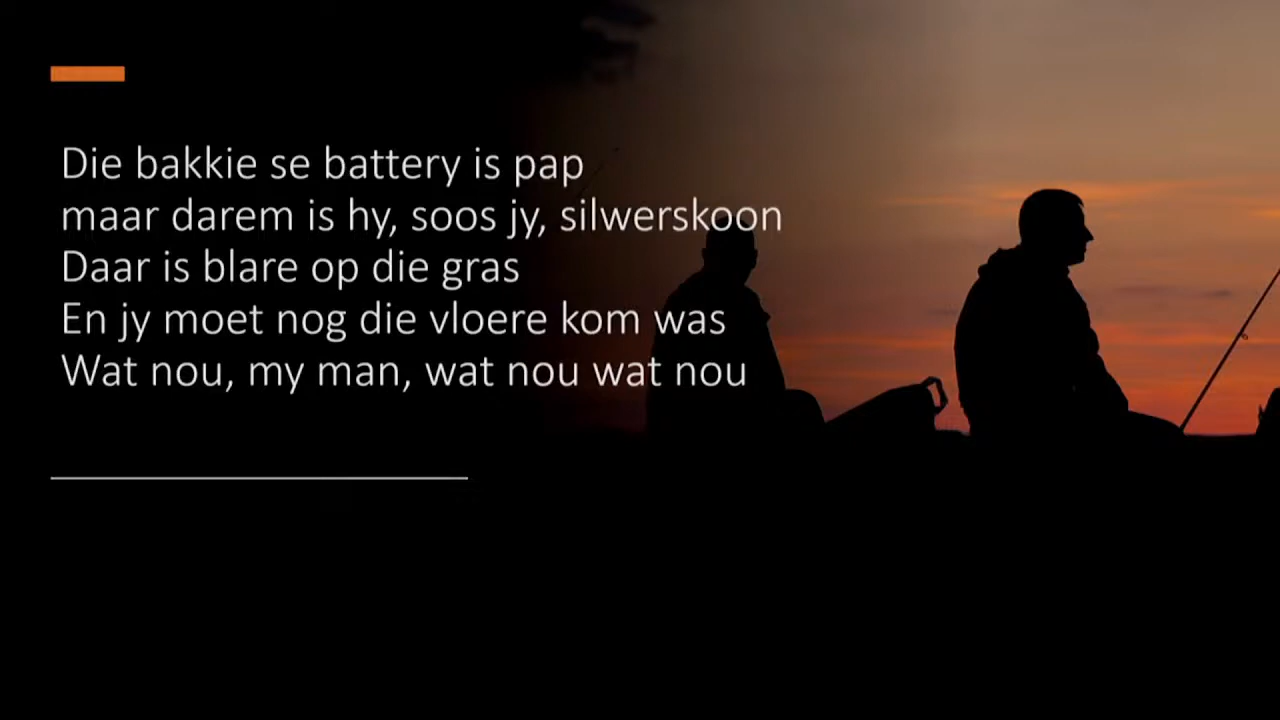 Die bakkie se battery is pap
maar darem is hy, soos jy, silwerskoon
Daar is blare op die gras
En jy moet nog die vloere kom was
Wat nou, my man, wat nou wat nou